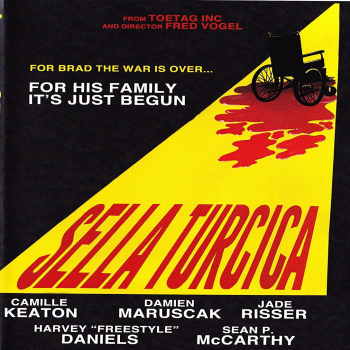 FROM TOETAG INC
AND DIRECTOR FRED VOGEL
FOR BRAD THE WAR IS OVER...
FOR HIS FAMILY
IT'S JUST BEGUN
SELLA TURCICA
CAMILLE KEATON
DAMIEN MARUSCAK
JADE RISSER
HARVEY "FREESTYLE" DANIELS
SEAN P. McCARTHY